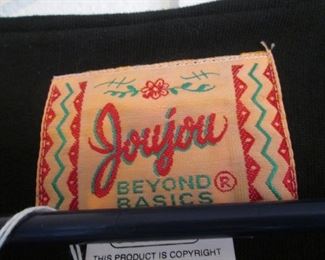 Joujou
BEYOND ®
BASICS
THIS PRODUCT IS COPYRIGHT